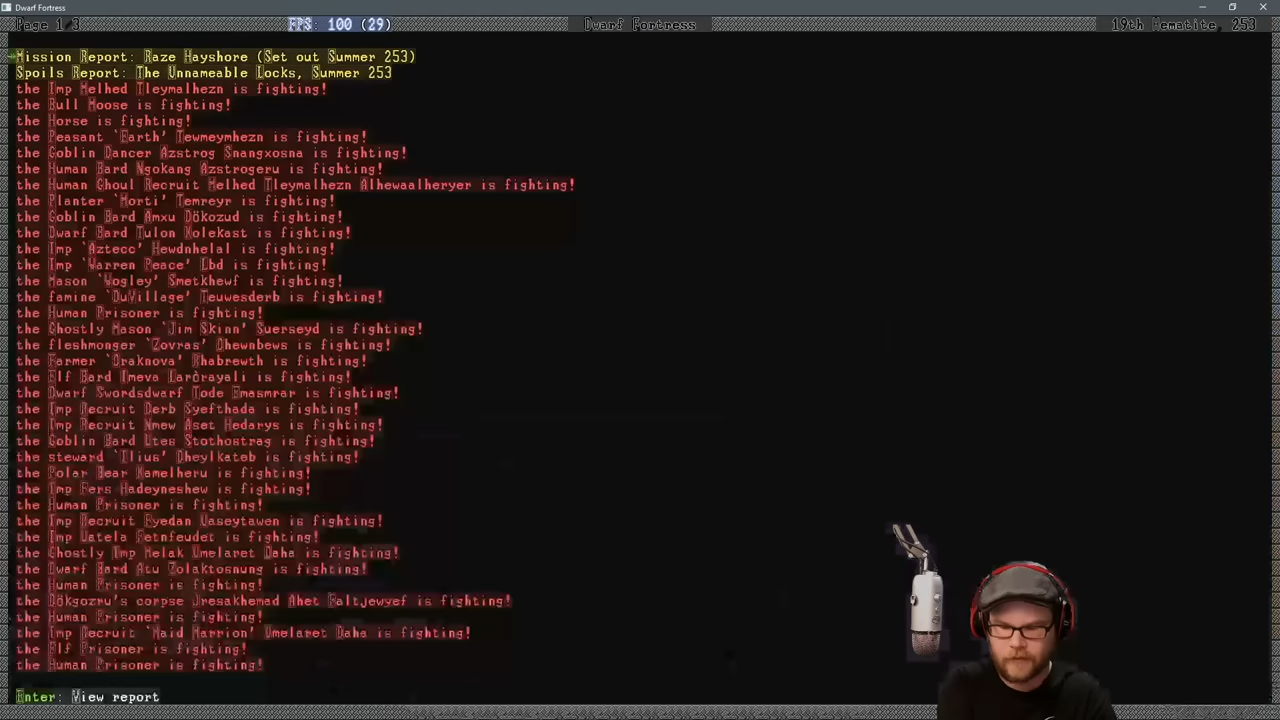 Dwarf Fortress
Page 1/3 FPS: 100 (29) Dwarf Fortress 19th Hematite, 253
Mission Report: Raze Hayshore (Set out Summer 253)
Spoils Report: The Unnameable Locks, Summer 253
the Imp Melhed Tleymalhezn is fighting!
the Bull Moose is fighting!
the Horse is fighting!
the Peasant `Earth' Tewmeymhezn is fighting!
the Goblin Dancer Azstrog Snangxosna is fighting!
the Human Bard Ngokang Azstrogeru is fighting!
the Human Ghoul Recruit Melhed Tleymalhezn Alhewaalheryer is fighting!
the Planter `Morti' Temreyr is fighting!
the Goblin Bard Amxu Dökozud is fighting!
the Dwarf Bard Tulon Nolekast is fighting!
the Imp `Aztecc' Hewdnhelal is fighting!
the Imp `Warren Peace' Lbd is fighting!
the Mason `Wogley' Smetkhewf is fighting!
the famine `DuVillage' Teuwesderb is fighting!
the Human Prisoner is fighting!
the Ghostly Mason `Jim Skinn' Suerseyd is fighting!
the fleshmonger `Zovras' Dhewnbews is fighting!
the Farmer `Draknova' Rhabrewth is fighting!
the Elf Bard Imeva Larörayali is fighting!
the Dwarf Swordsdwarf Tode Emasmrar is fighting!
the Imp Recruit Derb Syefthada is fighting!
the Imp Recruit Nmew Aset Hedarys is fighting!
the Goblin Bard Utes Stothostrag is fighting!
the steward `Ilius' Dheylkateb is fighting!
the Polar Bear Kamelheru is fighting!
the Imp Fers Hadeyneshew is fighting!
the Human Prisoner is fighting!
the Imp Recruit Ryedan Vaseytawen is fighting!
the Imp Uatela Fetnfeudet is fighting!
the Ghostly Imp Melak Umelaret Daha is fighting!
the Dwarf Bard Atu Zolaktosnung is fighting!
the Human Prisoner is fighting!
the Dökgozru's corpse Jresakhemad Ahet Faltjewyef is fighting!
the Human Prisoner is fighting!
the Imp Recruit `Maid Marrion' Umelaret Daha is fighting!
the Elf Prisoner is fighting!
the Human Prisoner is fighting!
Enter: View report